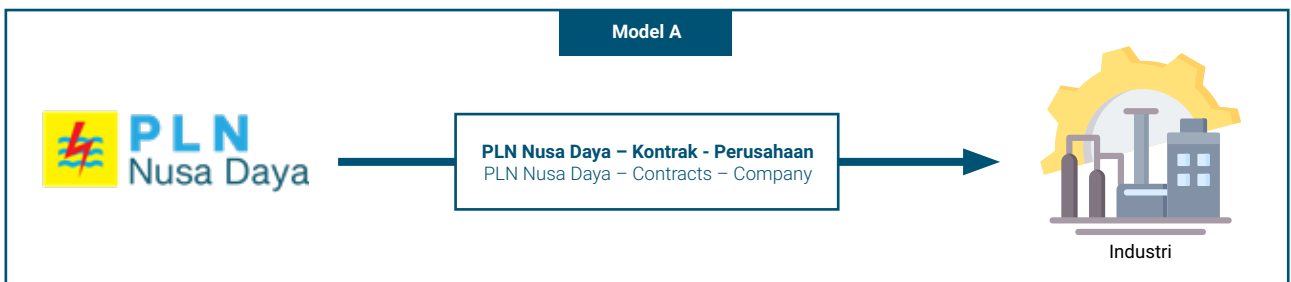 Model A
PLN
Nusa Daya
PLN Nusa Daya – Kontrak - Perusahaan
PLN Nusa Daya – Contracts – Company
Industri